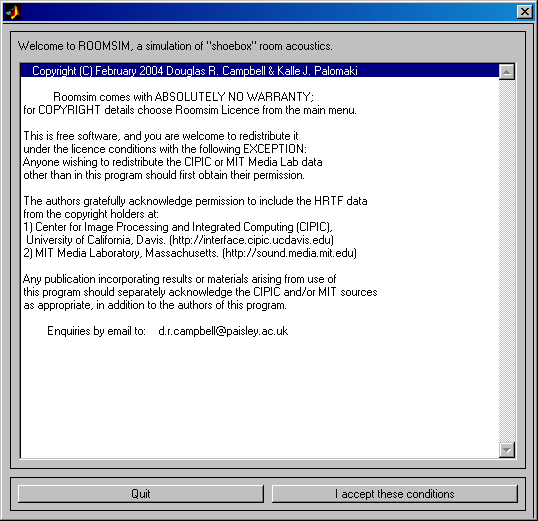 Welcome to ROOMSIM, a simulation of "shoebox" room acoustics.
Copyright (C) February 2004 Douglas R. Campbell & Kalle J. Palomaki
Roomsim comes with ABSOLUTELY NO WARRANTY;
for COPYRIGHT details choose Roomsim Licence from the main menu.
This is free software, and you are welcome to redistribute it
under the licence conditions with the following EXCEPTION:
Anyone wishing to redistribute the CIPIC or MIT Media Lab data
other than in this program should first obtain their permission.
The authors gratefully acknowledge permission to include the HRTF data
from the copyright holders at:
1) Center for Image Processing and Integrated Computing (CIPIC),
University of California, Davis. (http://interface.cipic.ucdavis.edu)
2) MIT Media Laboratory, Massachusetts. (http://sound.media.mit.edu)
Any publication incorporating results or materials arising from use of
this program should separately acknowledge the CIPIC and/or MIT sources
as appropriate, in addition to the authors of this program.
Enquiries by email to: d.r.campbell@paisley.ac.uk
Quit
I accept these conditions